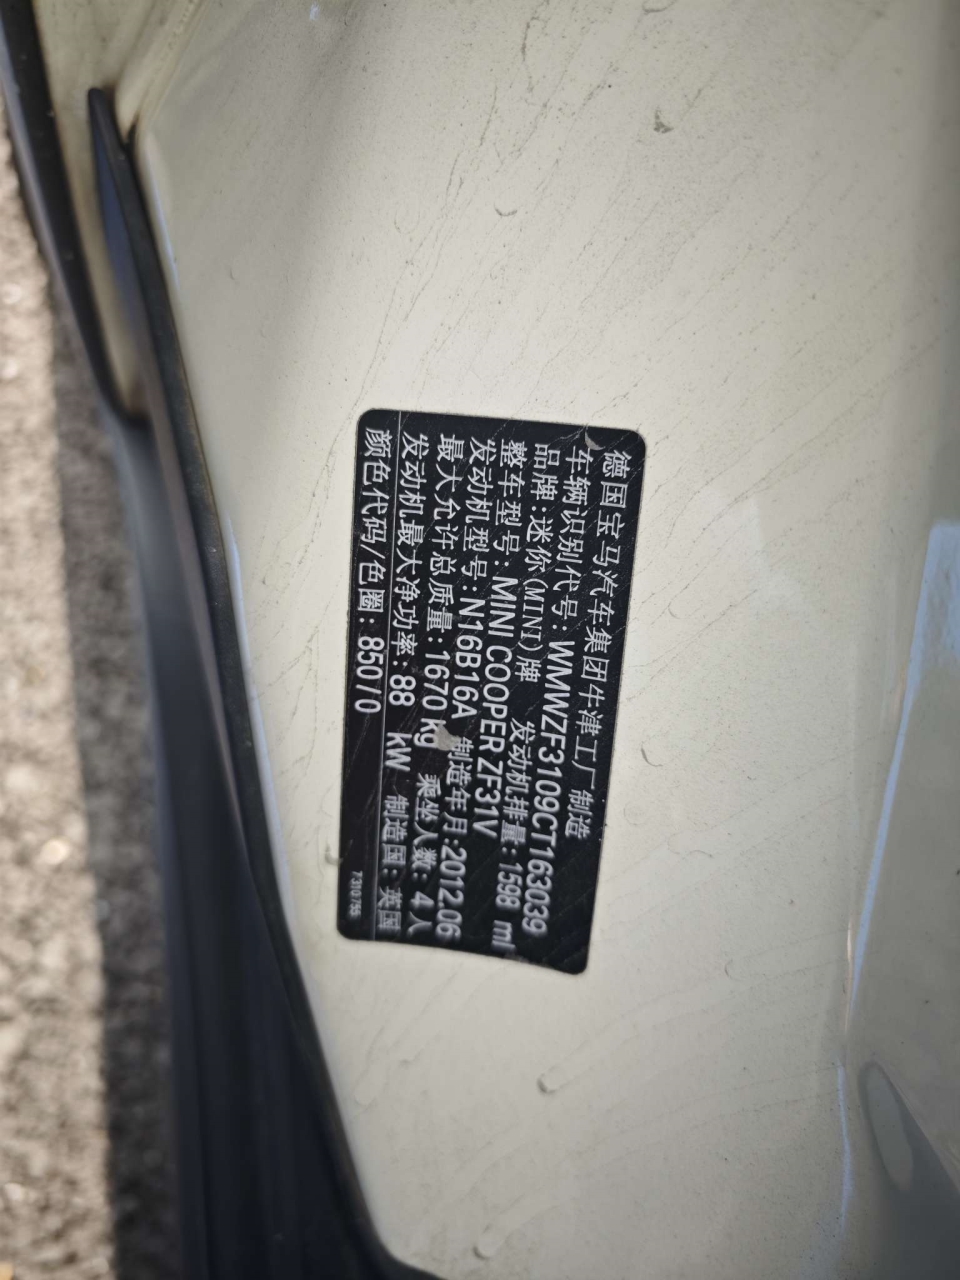 德国宝马汽车集团牛津工厂制造
车辆识别代号: WMWZF3109CT163039
品牌:迷你(MINI)牌 发动机排量: 1598 ml
整车型号: MINI COOPER ZF31V
发动机型号: N16B16A 制造年月:2012.06
最大允许总质量: 1670 kg 乘坐人数: 4 人
发动机最大净功率: 88 kW 制造国: 英国
颜色代码/色圈: 850/0 7310755